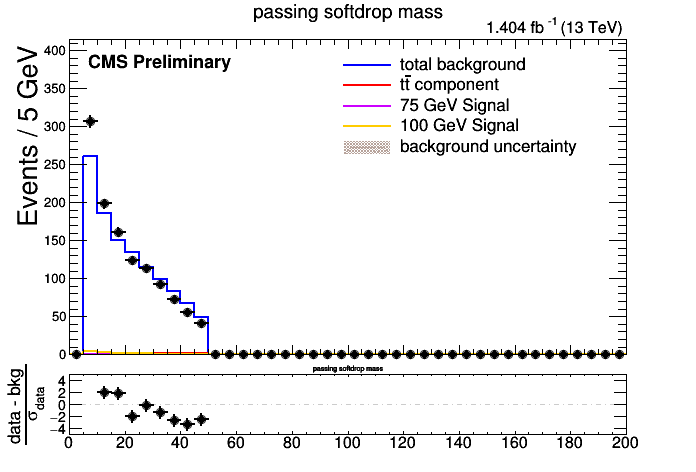 passing softdrop mass
1.404 fb -1 (13 TeV)
CMS Preliminary
total background
tt̄ component
75 GeV Signal
100 GeV Signal
background uncertainty
Events / 5 GeV
400
350
300
250
200
150
100
50
0
passing softdrop mass
data - bkg
σdata
4
2
0
−2
−4
0 20 40 60 80 100 120 140 160 180 200